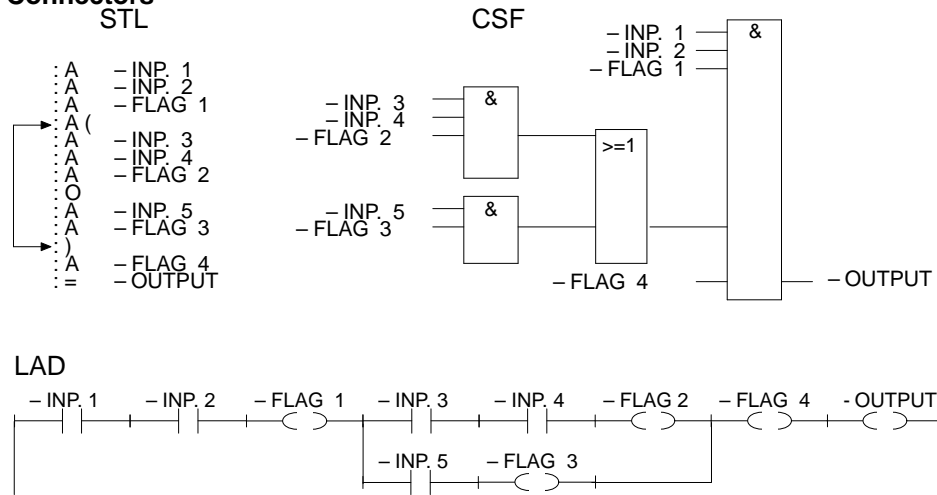 Connectors
STL
: A – INP. 1
: A – INP. 2
: A – FLAG 1
: A (
: A – INP. 3
: A – INP. 4
: A – FLAG 2
: O
: A – INP. 5
: A – FLAG 3
: )
: A – FLAG 4
: = – OUTPUT
CSF
– INP. 1
– INP. 2
– FLAG 1
&
– INP. 3
– INP. 4
– FLAG 2
&
>=1
– INP. 5
– FLAG 3
&
– FLAG 4
– OUTPUT
LAD
– INP. 1 – INP. 2 – FLAG 1 – INP. 3 – INP. 4 – FLAG 2 – FLAG 4 - OUTPUT
– INP. 5 – FLAG 3